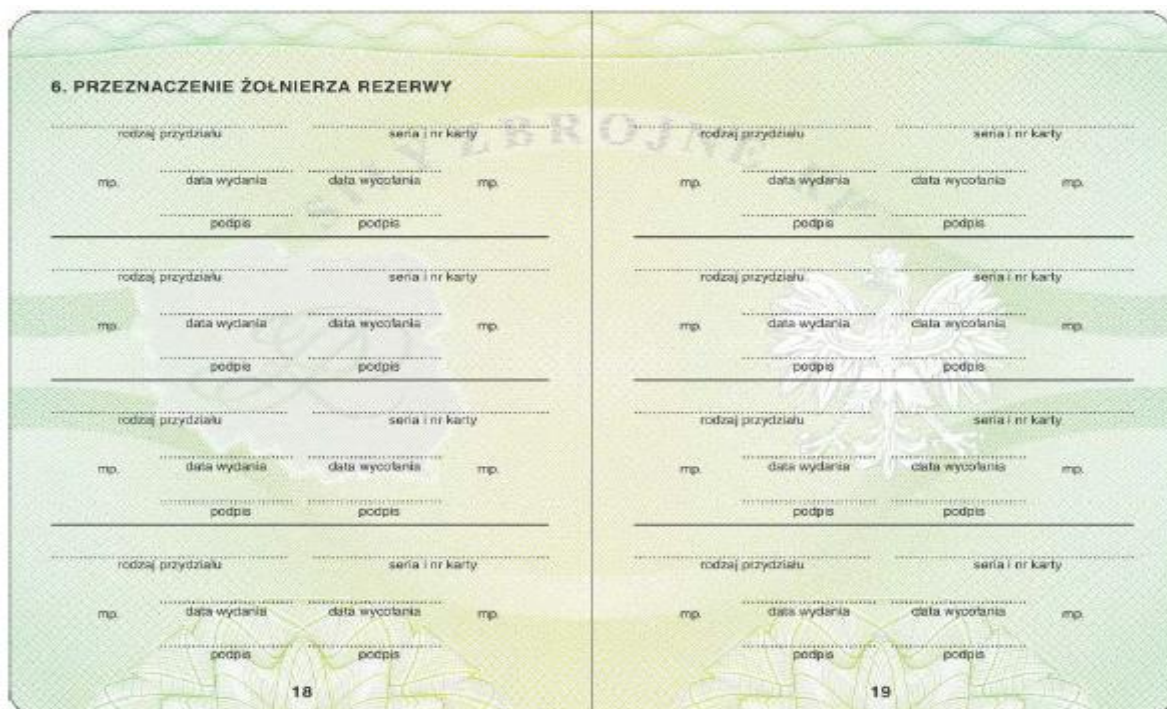 6. PRZEZNACZENIE ŻOŁNIERZA REZERWY
SIŁY ZBROJNE RP
rodzaj przydziału seria i nr karty
mp. data wydania data wycofania mp.
podpis podpis
rodzaj przydziału seria i nr karty
mp. data wydania data wycofania mp.
podpis podpis
rodzaj przydziału seria i nr karty
mp. data wydania data wycofania mp.
podpis podpis
rodzaj przydziału seria i nr karty
mp. data wydania data wycofania mp.
podpis podpis
18
rodzaj przydziału seria i nr karty
mp. data wydania data wycofania mp.
podpis podpis
rodzaj przydziału seria i nr karty
mp. data wydania data wycofania mp.
podpis podpis
rodzaj przydziału seria i nr karty
mp. data wydania data wycofania mp.
podpis podpis
rodzaj przydziału seria i nr karty
mp. data wydania data wycofania mp.
podpis podpis
19